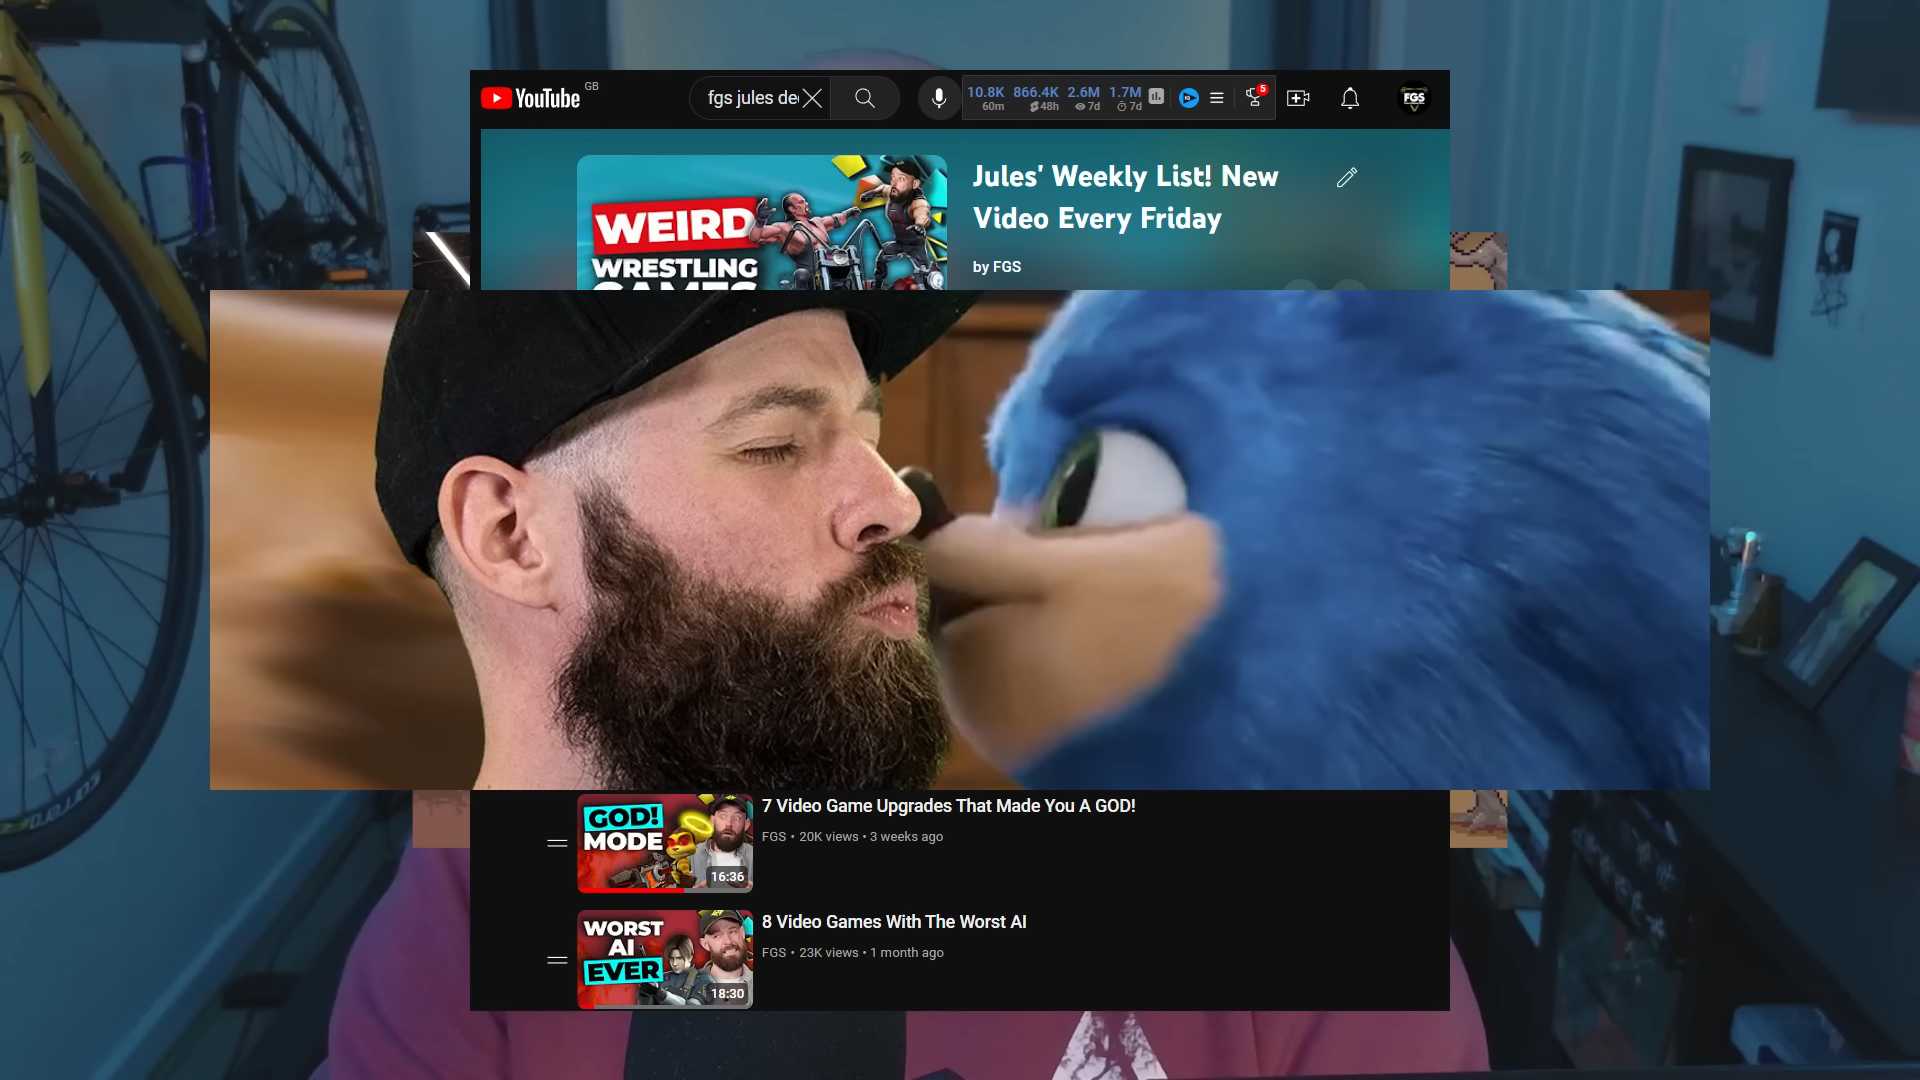 YouTube GB
fgs jules de
10.8K 866.4K 2.6M 1.7M
60m 48h 7d 7d
5
FGS
WEIRD
WRESTLING
GAMES
Jules' Weekly List! New
Video Every Friday
by FGS
GOD!
MODE
16:36
7 Video Game Upgrades That Made You A GOD!
FGS • 20K views • 3 weeks ago
WORST
AI
EVER
18:30
8 Video Games With The Worst AI
FGS • 23K views • 1 month ago